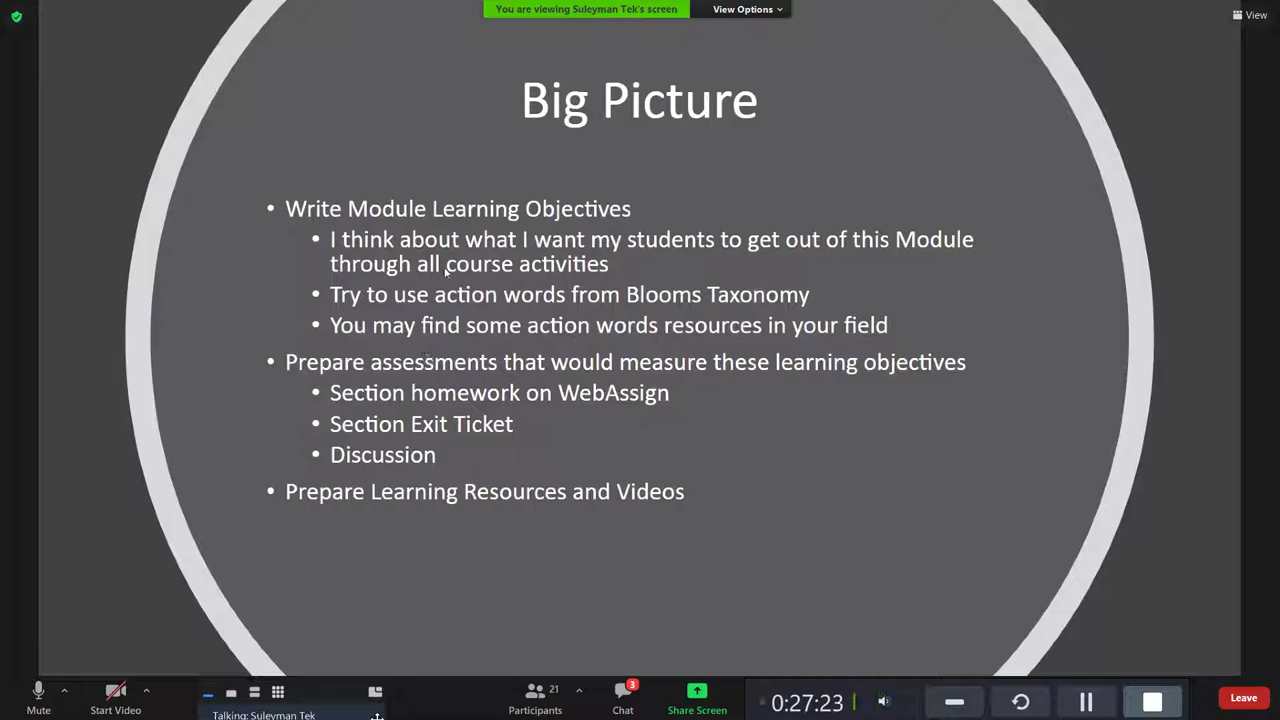 You are viewing Suleyman Tek's screen
View Options
View
Big Picture
• Write Module Learning Objectives
• I think about what I want my students to get out of this Module
through all course activities
• Try to use action words from Blooms Taxonomy
• You may find some action words resources in your field
• Prepare assessments that would measure these learning objectives
• Section homework on WebAssign
• Section Exit Ticket
• Discussion
• Prepare Learning Resources and Videos
Mute
Start Video
Talking: Suleyman Tek
21
Participants
3
Chat
Share Screen
0:27:23
Leave